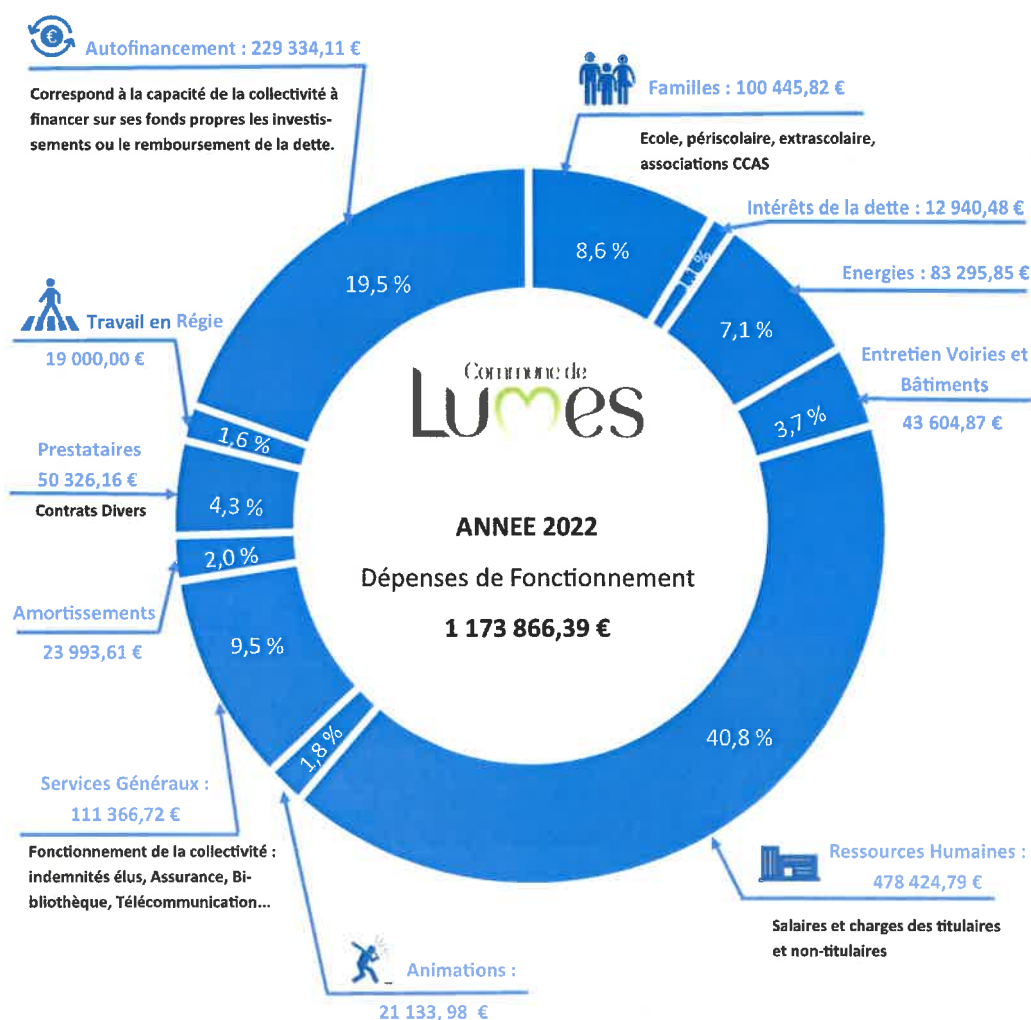 Autofinancement : 229 334,11 €
Correspond à la capacité de la collectivité à
financer sur ses fonds propres les investis-
sements ou le remboursement de la dette.
Familles : 100 445,82 €
Ecole, périscolaire, extrascolaire,
associations CCAS
Intérêts de la dette : 12 940,48 €
Energies : 83 295,85 €
Entretien Voiries et
Bâtiments
43 604,87 €
Travail en Régie
19 000,00 €
Prestataires
50 326,16 €
Contrats Divers
Amortissements
23 993,61 €
Services Généraux :
111 366,72 €
Fonctionnement de la collectivité :
indemnités élus, Assurance, Bi-
bliothèque, Télécommunication...
Animations :
21 133, 98 €
Ressources Humaines :
478 424,79 €
Salaires et charges des titulaires
et non-titulaires
8,6 %
1,1 %
7,1 %
3,7 %
40,8 %
1,8 %
9,5 %
2,0 %
4,3 %
1,6 %
19,5 %
Commune de
Lumes
ANNEE 2022
Dépenses de Fonctionnement
1 173 866,39 €